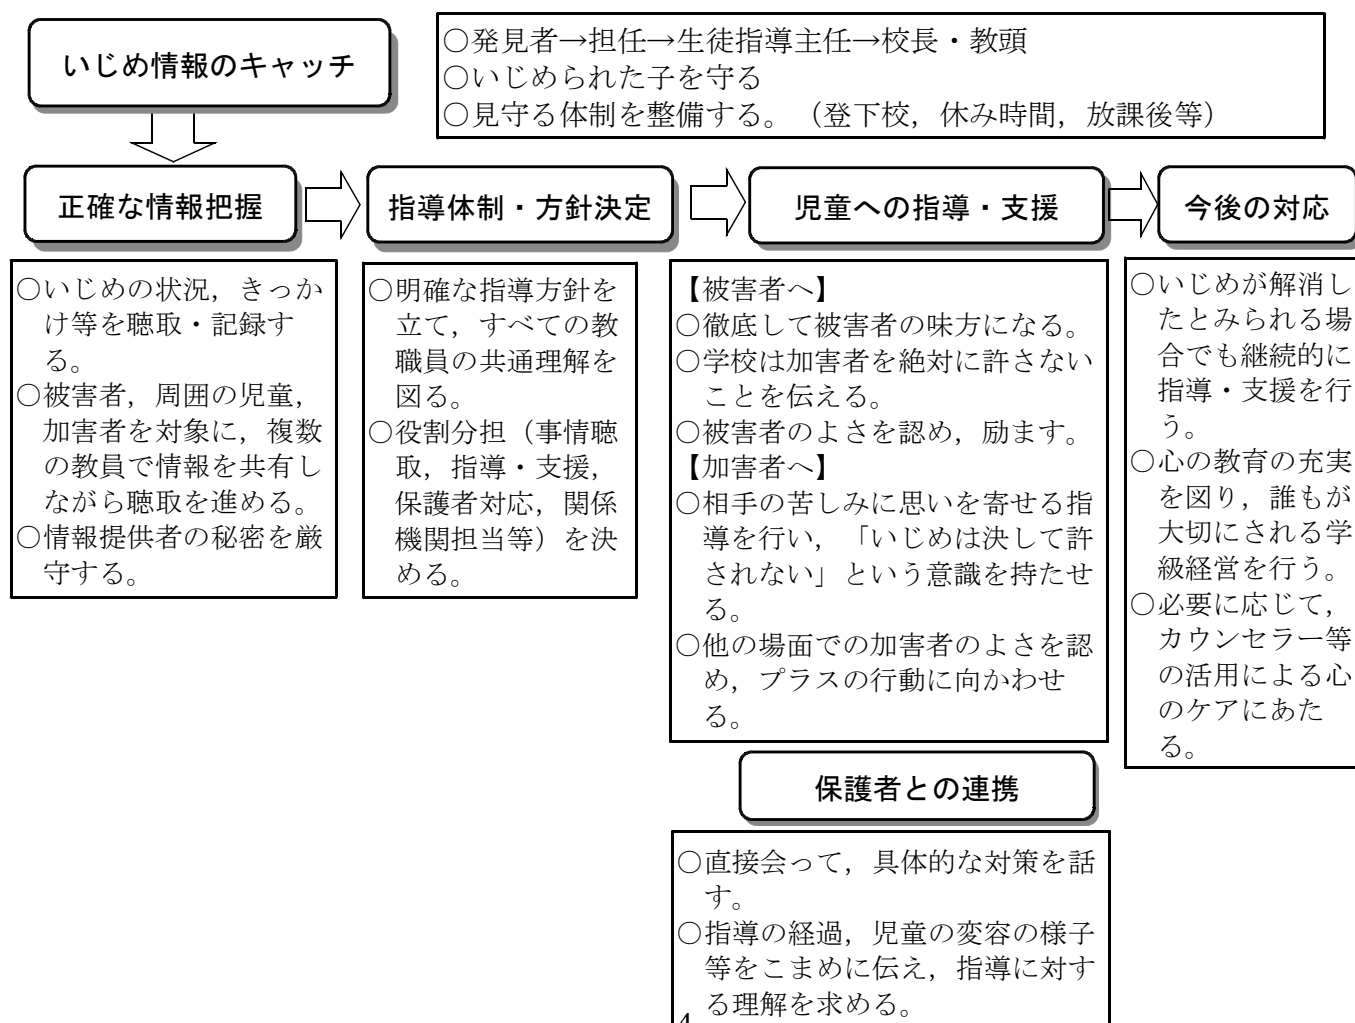 いじめ情報のキャッチ
○発見者→担任→生徒指導主任→校長・教頭
○いじめられた子を守る
○見守る体制を整備する。（登下校，休み時間，放課後等）
正確な情報把握
指導体制・方針決定
児童への指導・支援
今後の対応
○いじめの状況，きっか
け等を聴取・記録す
る。
○被害者，周囲の児童，
加害者を対象に，複数
の教員で情報を共有し
ながら聴取を進める。
○情報提供者の秘密を厳
守する。
○明確な指導方針を
立て，すべての教
職員の共通理解を
図る。
○役割分担（事情聴
取，指導・支援，
保護者対応，関係
機関担当等）を決
める。
【被害者へ】
○徹底して被害者の味方になる。
○学校は加害者を絶対に許さない
ことを伝える。
○被害者のよさを認め，励ます。
【加害者へ】
○相手の苦しみに思いを寄せる指
導を行い，「いじめは決して許
されない」という意識を持たせ
る。
○他の場面での加害者のよさを認
め，プラスの行動に向かわせ
る。
○いじめが解消し
たとみられる場
合でも継続的に
指導・支援を行
う。
○心の教育の充実
を図り，誰もが
大切にされる学
級経営を行う。
○必要に応じて，
カウンセラー等
の活用による心
のケアにあた
る。
保護者との連携
○直接会って，具体的な対策を話
す。
○指導の経過，児童の変容の様子
等をこまめに伝え，指導に対す
る理解を求める。
4